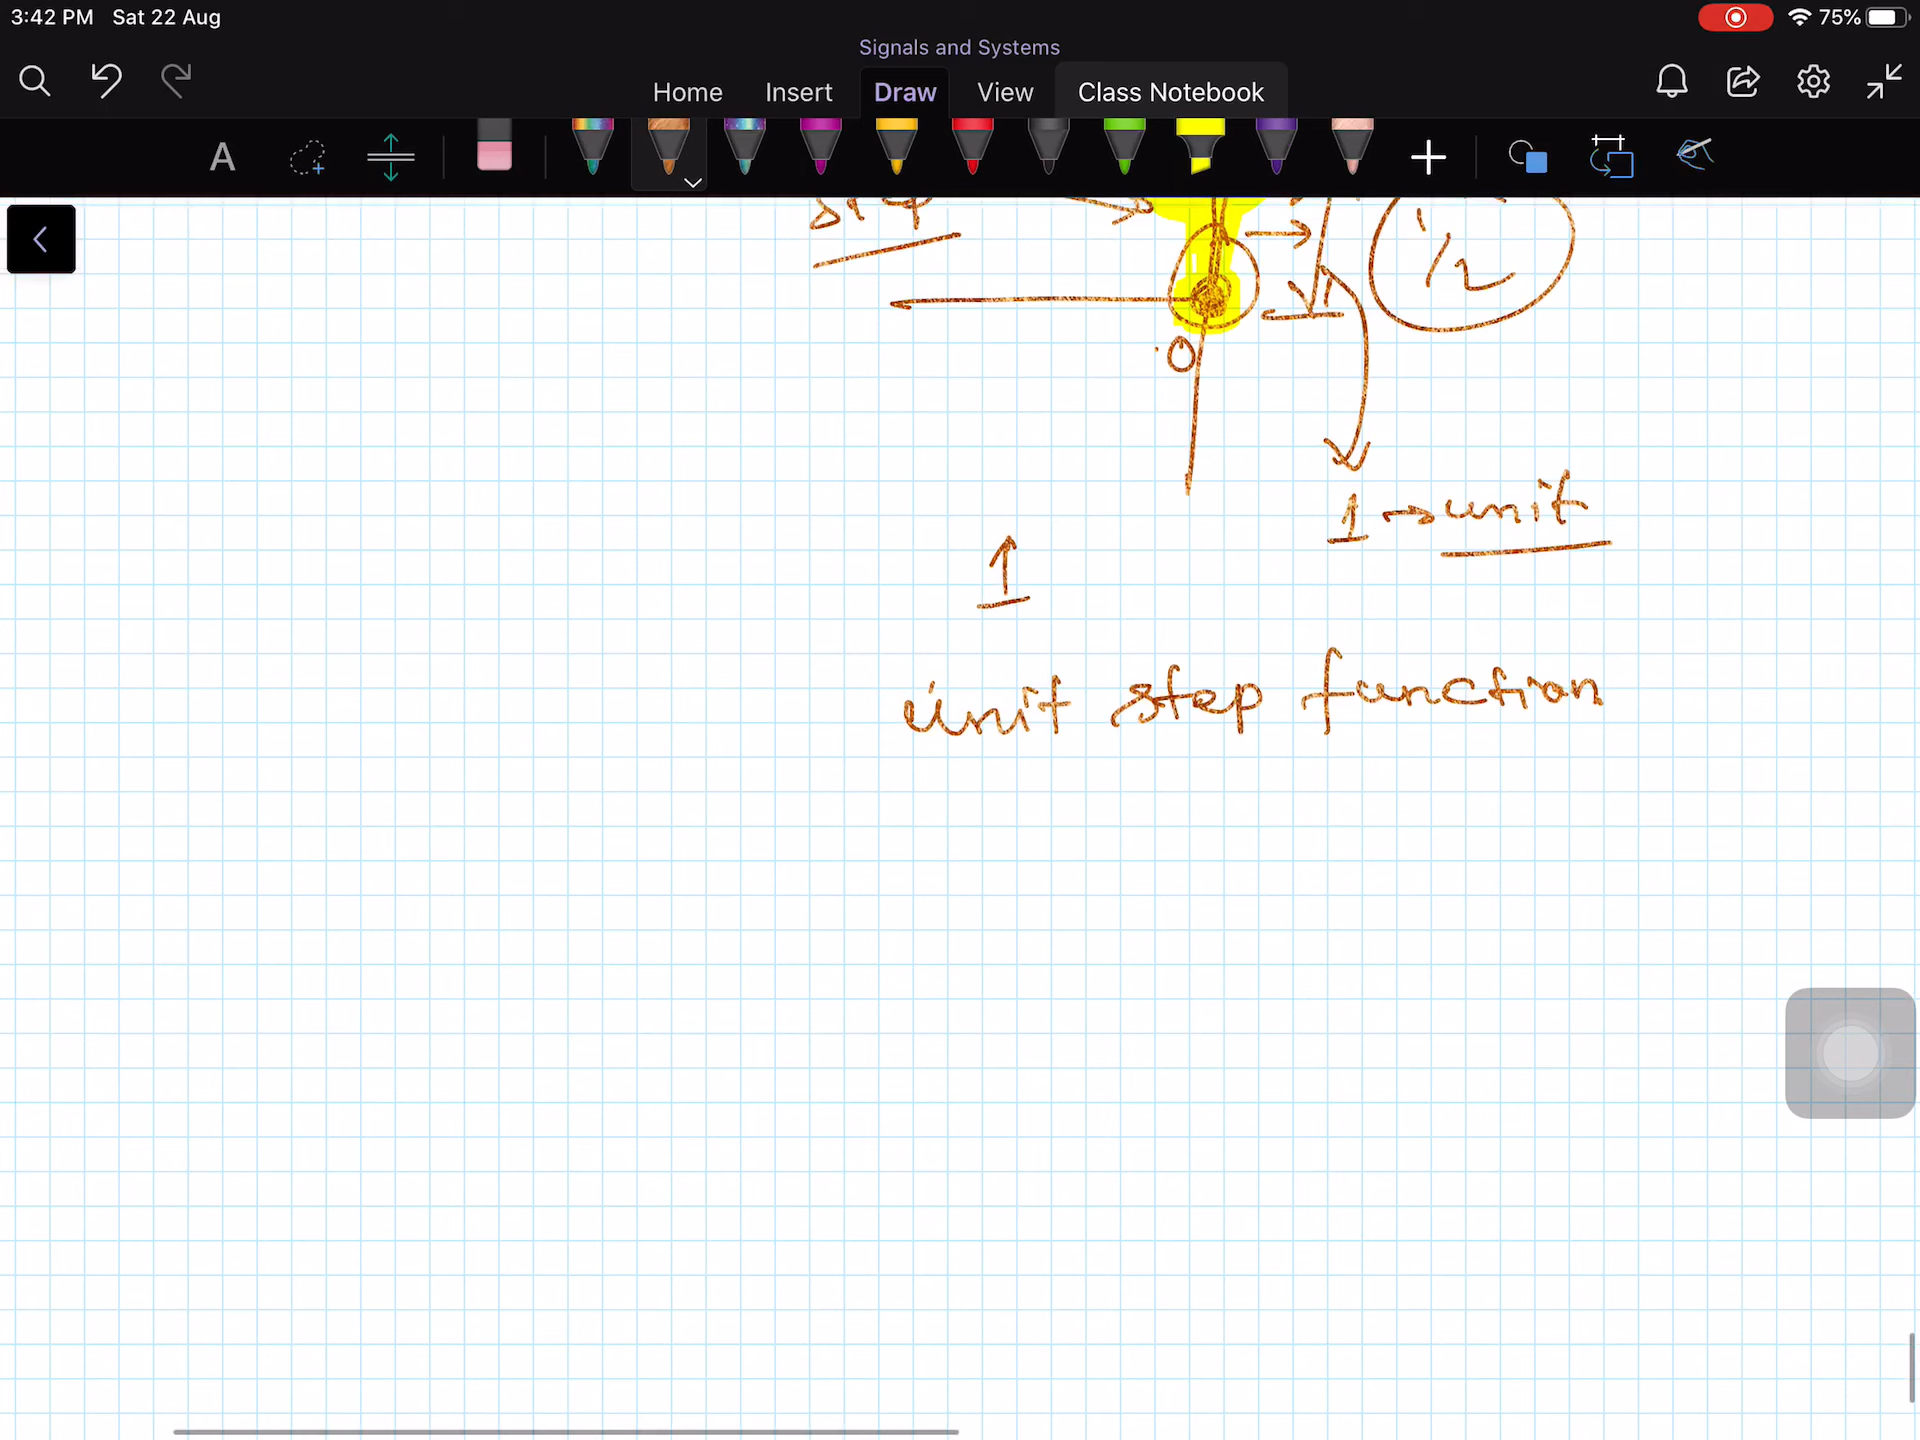 3:42 PM Sat 22 Aug 75%
Signals and Systems
Home Insert Draw View Class Notebook
A
step
1/2
0
1 → unit
1
unit step function